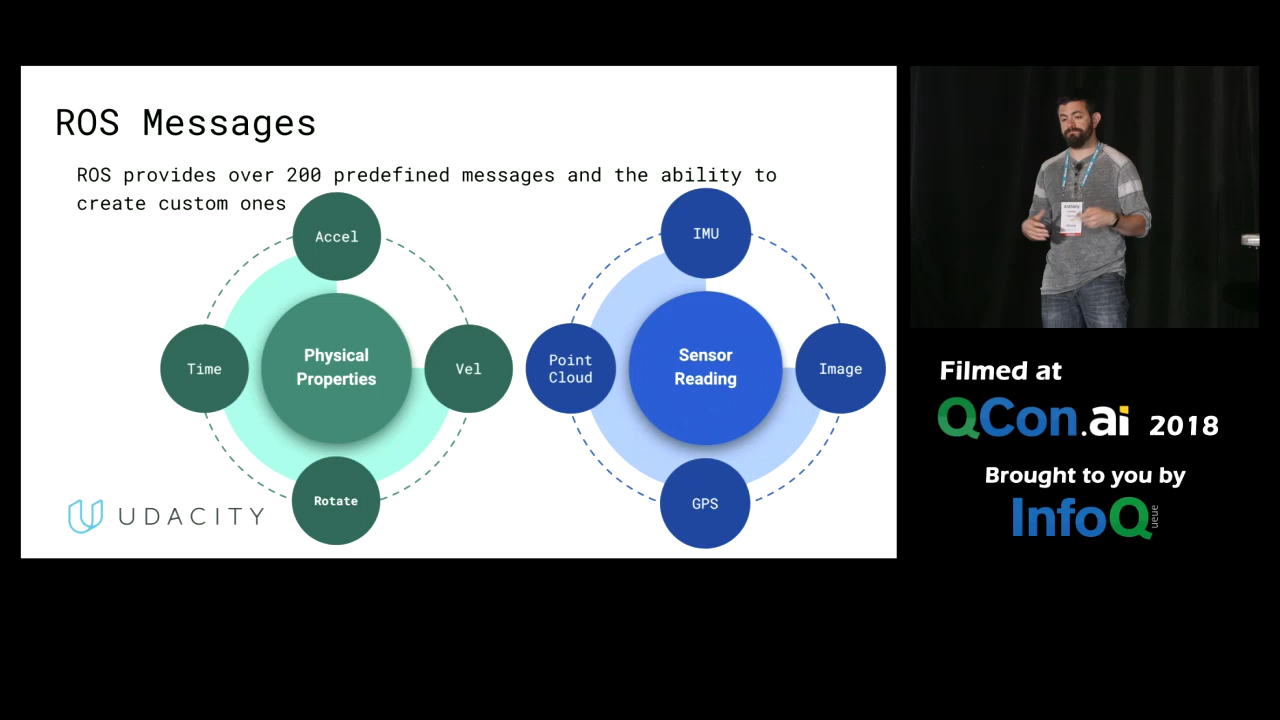 ROS Messages
ROS provides over 200 predefined messages and the ability to
create custom ones
Accel
Time
Physical
Properties
Vel
Rotate
IMU
Point
Cloud
Sensor
Reading
Image
GPS
UDACITY
Anthony
Filmed at
QCon.ai 2018
Brought to you by
InfoQueue